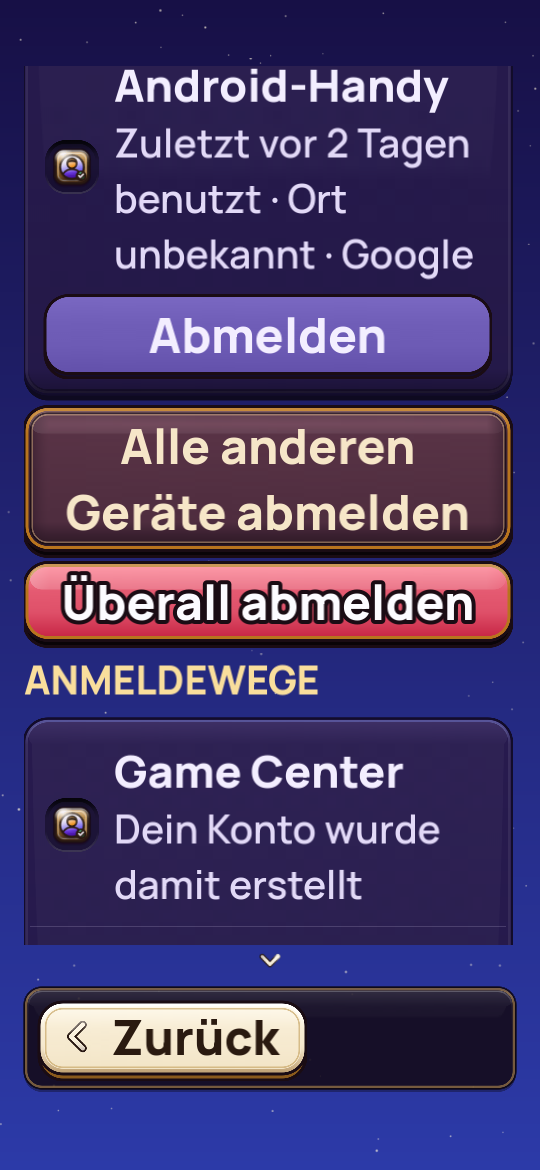 Android-Handy
Zuletzt vor 2 Tagen
benutzt · Ort
unbekannt · Google
Abmelden
Alle anderen
Geräte abmelden
Überall abmelden
ANMELDEWEGE
Game Center
Dein Konto wurde
damit erstellt
Zurück